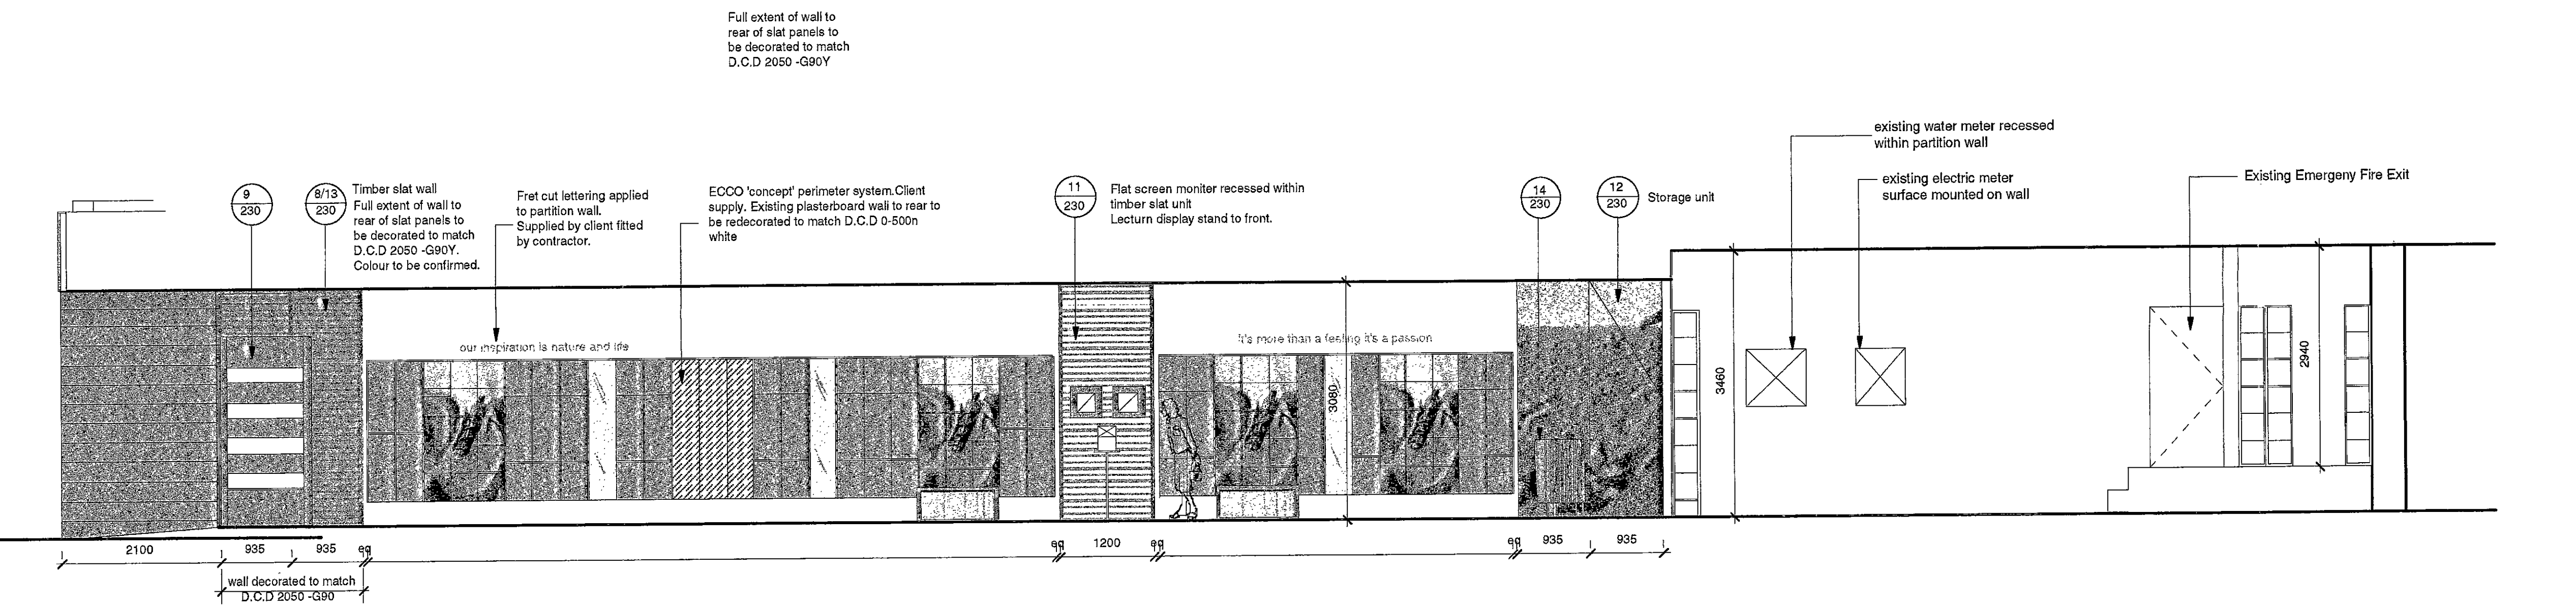 Full extent of wall to
rear of slat panels to
be decorated to match
D.C.D 2050 -G90Y
existing water meter recessed
within partition wall
existing electric meter
surface mounted on wall
Existing Emergeny Fire Exit
9
230
8/13
230
Timber slat wall
Full extent of wall to
rear of slat panels to
be decorated to match
D.C.D 2050 -G90Y.
Colour to be confirmed.
Fret cut lettering applied
to partition wall.
Supplied by client fitted
by contractor.
ECCO 'concept' perimeter system.Client
supply. Existing plasterboard wall to rear to
be redecorated to match D.C.D 0-500n
white
11
230
Flat screen moniter recessed within
timber slat unit
Lecturn display stand to front.
14
230
12
230
Storage unit
our inspiration is nature and life
it's more than a feeling it's a passion
3080
3460
2940
2100
935
935
eq
eq
1200
eq
eq
935
935
wall decorated to match
D.C.D 2050 -G90